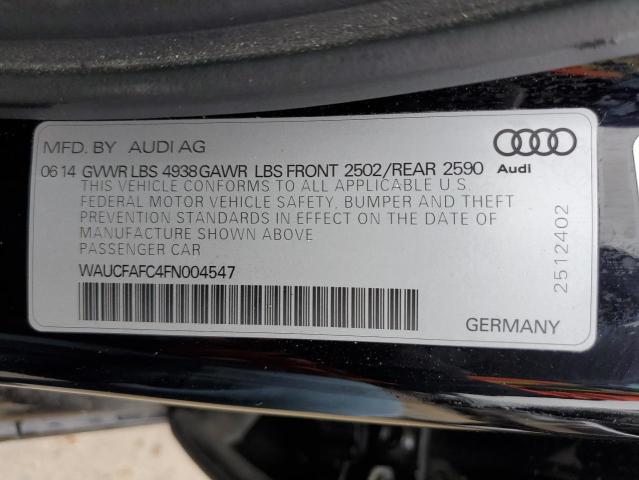 MFD. BY AUDI AG
06 14 GVWR LBS 4938 GAWR LBS FRONT 2502/REAR 2590
Audi
THIS VEHICLE CONFORMS TO ALL APPLICABLE U.S.
FEDERAL MOTOR VEHICLE SAFETY, BUMPER AND THEFT
PREVENTION STANDARDS IN EFFECT ON THE DATE OF
MANUFACTURE SHOWN ABOVE
PASSENGER CAR
WAUCFAFC4FN004547
2512402
GERMANY